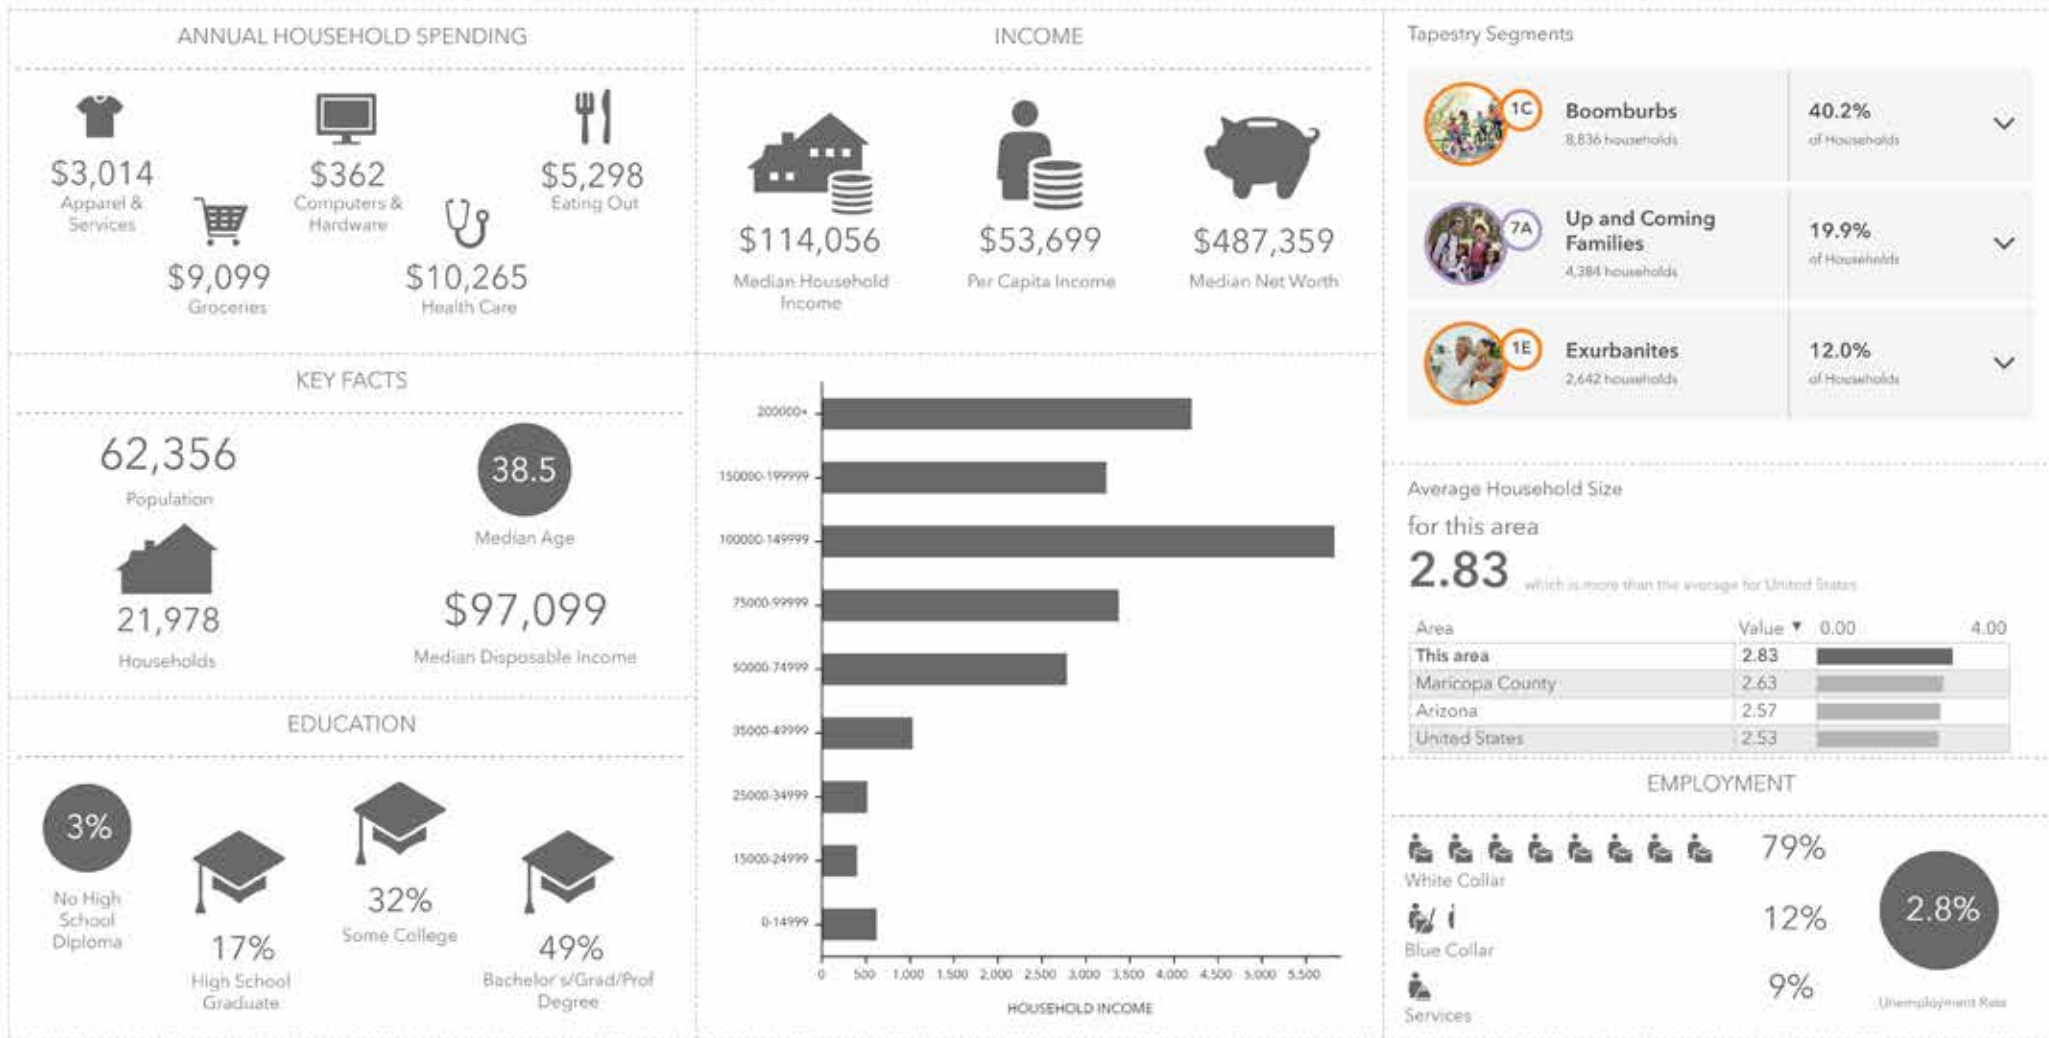 ANNUAL HOUSEHOLD SPENDING
$3,014
Apparel &
Services
$9,099
Groceries
$362
Computers &
Hardware
$10,265
Health Care
$5,298
Eating Out
KEY FACTS
62,356
Population
38.5
Median Age
21,978
Households
$97,099
Median Disposable Income
EDUCATION
3%
No High
School
Diploma
17%
High School
Graduate
32%
Some College
49%
Bachelor's/Grad/Prof
Degree
INCOME
$114,056
Median Household
Income
$53,699
Per Capita Income
$487,359
Median Net Worth
200000+
150000-199999
100000-149999
75000-99999
50000-74999
35000-49999
25000-34999
15000-24999
0-14999
0 500 1,000 1,500 2,000 2,500 3,000 3,500 4,000 4,500 5,000 5,500
HOUSEHOLD INCOME
Tapestry Segments
1C
Boomburbs
8,836 households
40.2%
of Households
7A
Up and Coming
Families
4,384 households
19.9%
of Households
1E
Exurbanites
2,642 households
12.0%
of Households
Average Household Size
for this area
2.83 which is more than the average for United States
Area Value ▼ 0.00 4.00
This area 2.83
Maricopa County 2.63
Arizona 2.57
United States 2.53
EMPLOYMENT
79%
White Collar
12%
Blue Collar
9%
Services
2.8%
Unemployment Rate